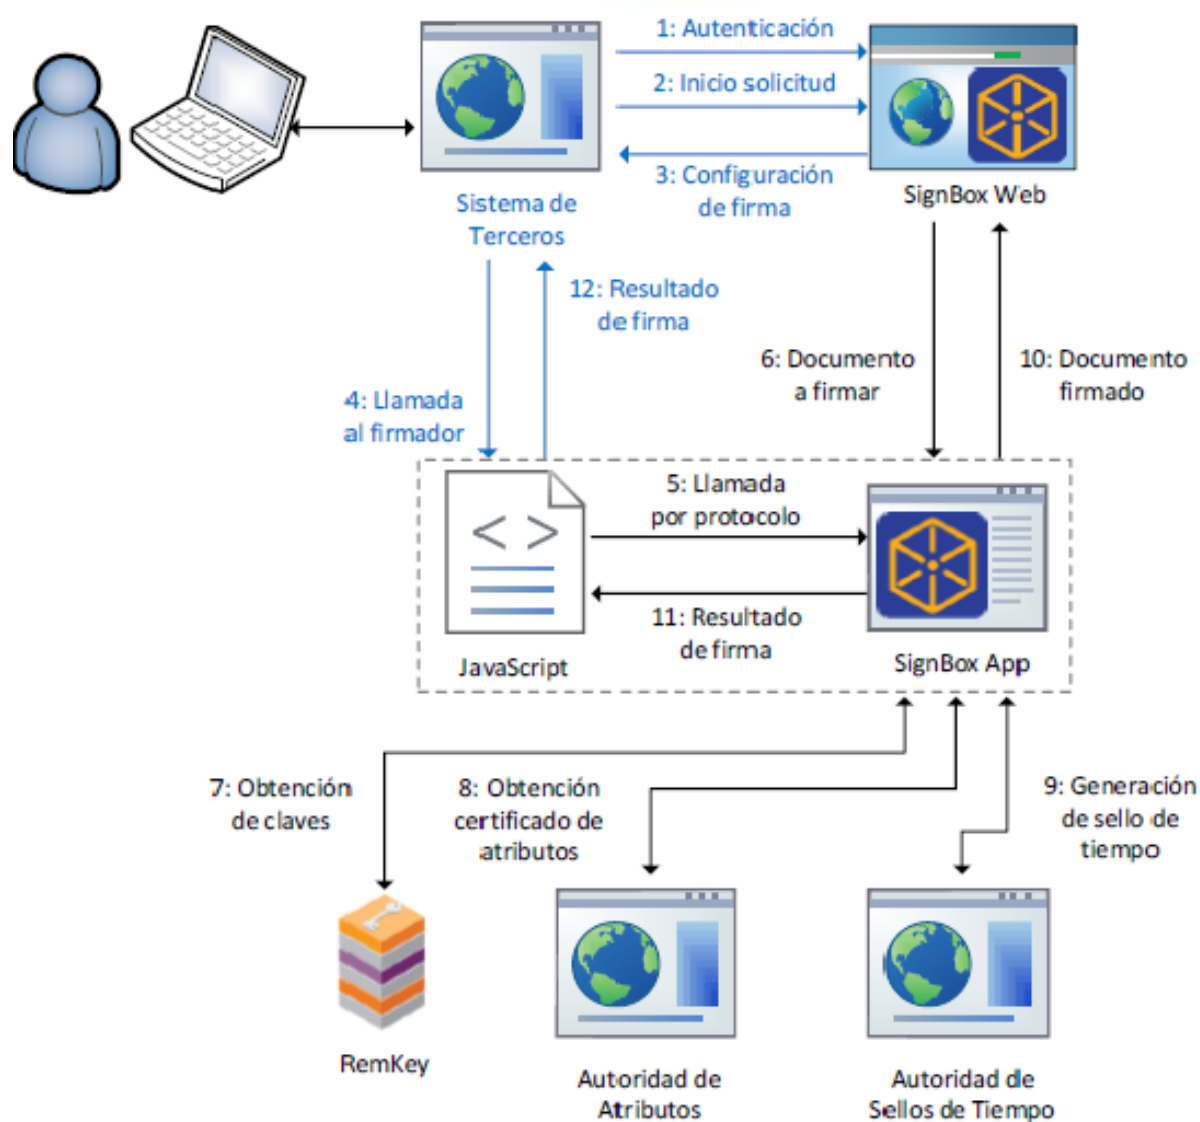 1: Autenticación
2: Inicio solicitud
3: Configuración
de firma
Sistema de
Terceros
SignBox Web
12: Resultado
de firma
6: Documento
a firmar
10: Documento
firmado
4: Llamada
al firmador
5: Llamada
por protocolo
< >
11: Resultado
de firma
JavaScript
SignBox App
7: Obtención
de claves
8: Obtención
certificado de
atributos
9: Generación
de sello de
tiempo
RemKey
Autoridad de
Atributos
Autoridad de
Sellos de Tiempo